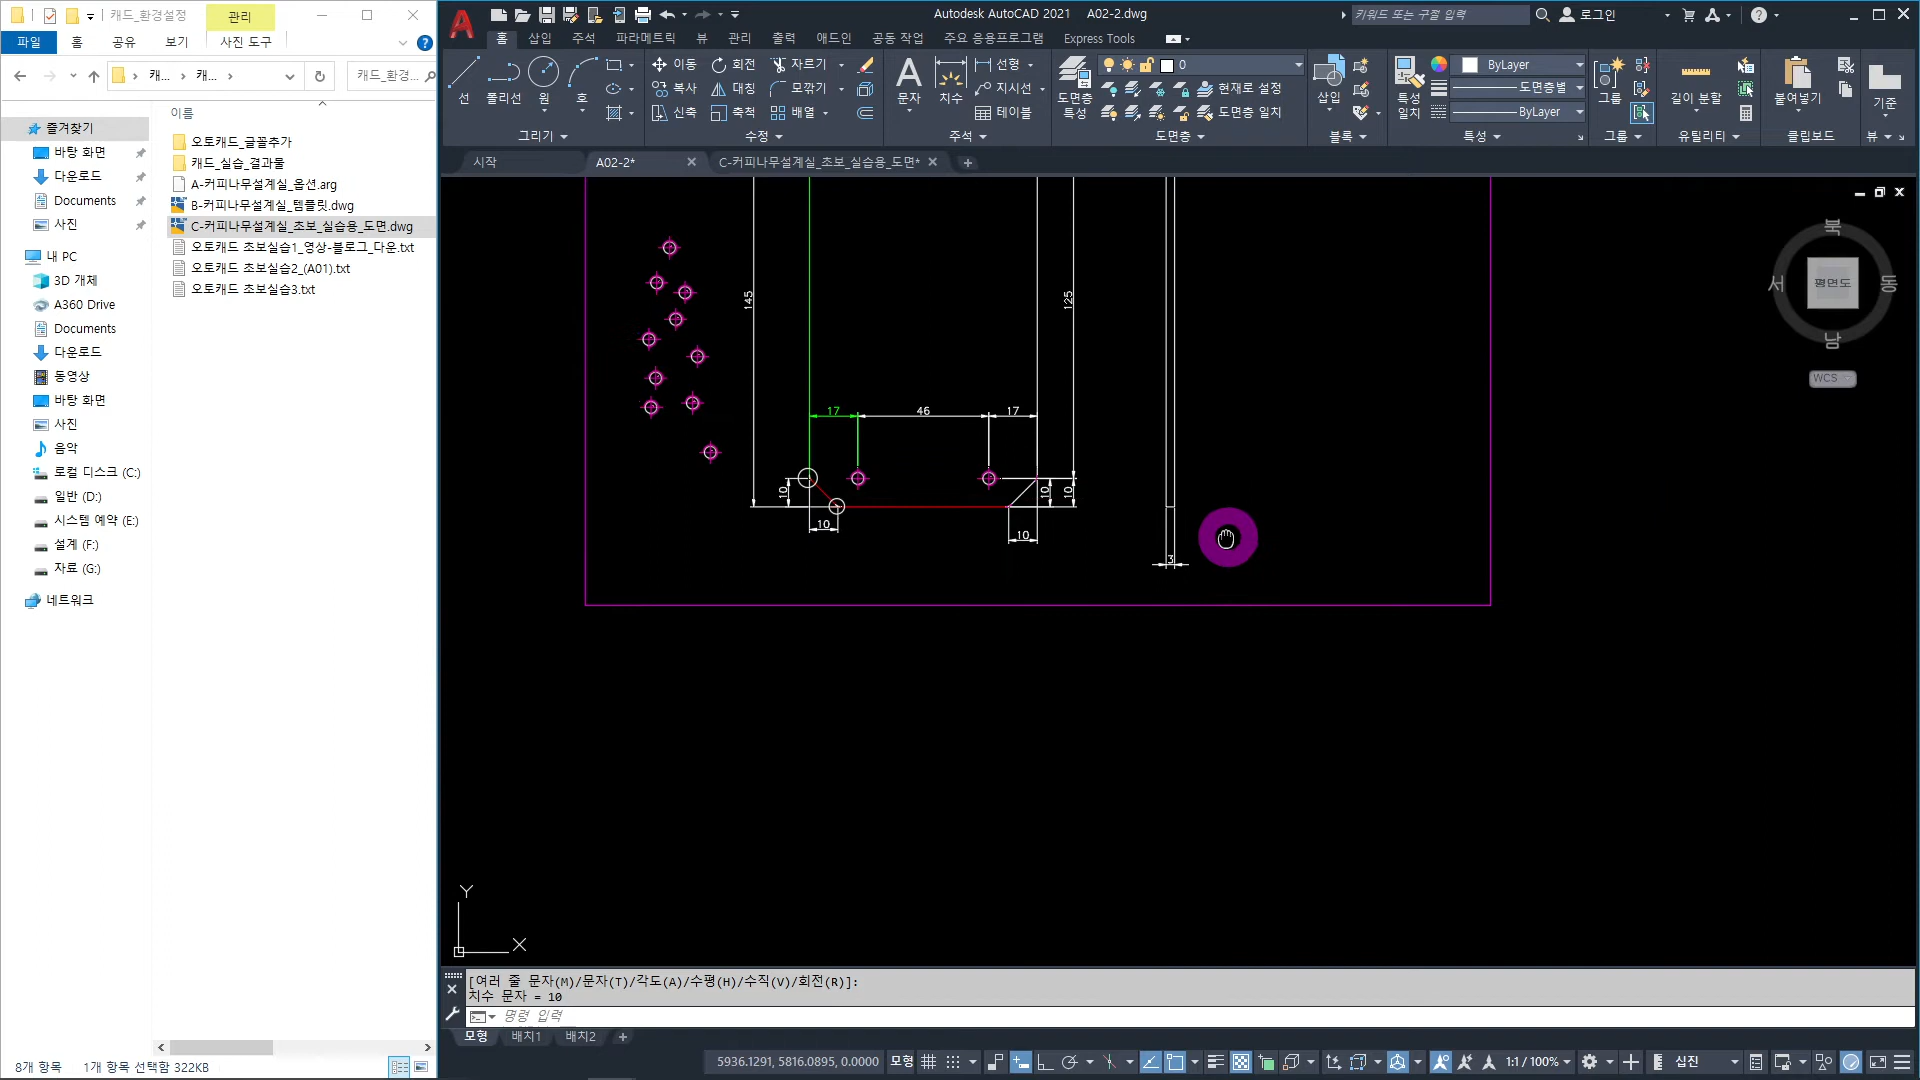 캐드_환경설정
관리
파일
홈
공유
보기
사진 도구
캐...
캐...
캐드_환경...
이름
즐겨찾기
바탕 화면
다운로드
Documents
사진
내 PC
3D 개체
A360 Drive
Documents
다운로드
동영상
바탕 화면
사진
음악
로컬 디스크 (C:)
일반 (D:)
시스템 예약 (E:)
설계 (F:)
자료 (G:)
네트워크
오토캐드_글꼴추가
캐드_실습_결과물
A-커피나무설계실_옵션.arg
B-커피나무설계실_템플릿.dwg
C-커피나무설계실_초보_실습용_도면.dwg
오토캐드 초보실습1_영상-블로그_다운.txt
오토캐드 초보실습2_(A01).txt
오토캐드 초보실습3.txt
8개 항목
1개 항목 선택함 322KB
Autodesk AutoCAD 2021 A02-2.dwg
키워드 또는 구절 입력
로그인
홈 삽입 주석 파라메트릭 뷰 관리 출력 애드인 공동 작업 주요 응용프로그램 Express Tools
선
폴리선
원
호
그리기
이동 회전 자르기
복사 대칭 모깎기
신축 축척 배열
수정
문자
치수
선형
지시선
테이블
주석
도면층
특성
0
현재로 설정
도면층 일치
도면층
삽입
블록
특성
일치
ByLayer
도면층별
ByLayer
특성
그룹
그룹
길이 분할
유틸리티
붙여넣기
클립보드
기준
뷰
시작
A02-2*
C-커피나무설계실_초보_실습용_도면*
145
125
17
46
17
10
10
10
10
10
3
북
서
평면도
동
남
WCS
Y
X
[여러 줄 문자(M)/문자(T)/각도(A)/수평(H)/수직(V)/회전(R)]:
치수 문자 = 10
명령 입력
모형 배치1 배치2
5936.1291, 5816.0895, 0.0000
모형
1:1 / 100%
십진